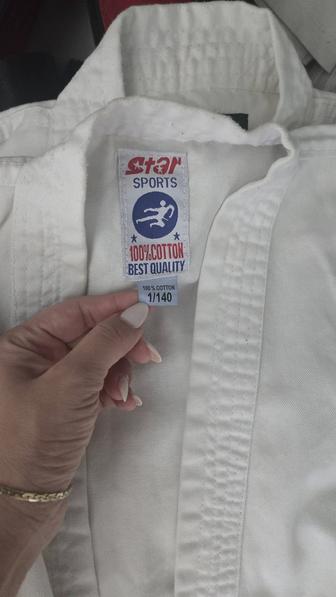 Star
SPORTS
100% COTTON
BEST QUALITY
100% COTTON
1/140